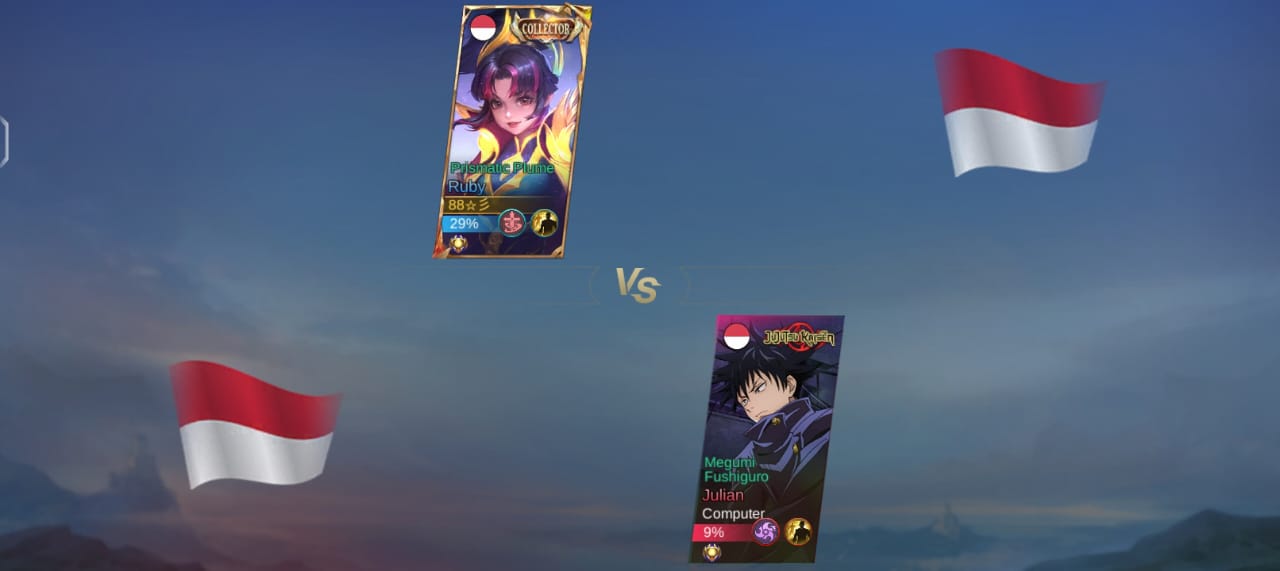 COLLECTOR
Prismatic Plume
Ruby
88☆彡
29%
VS
JUJUTSU KAISEN
Megumi
Fushiguro
Julian
Computer
9%